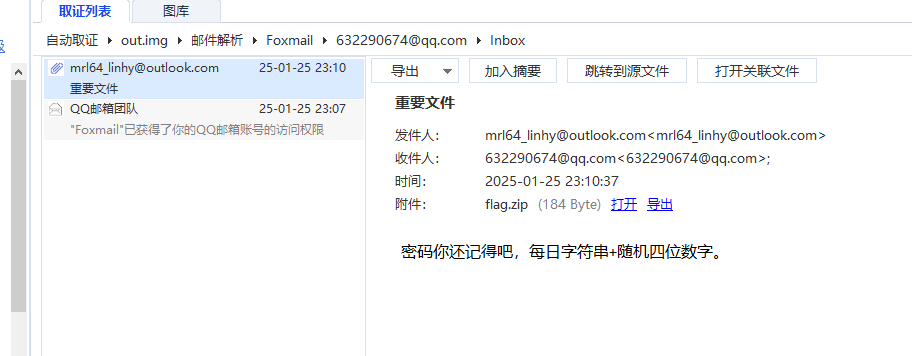 取证列表 图库
自动取证 out.img 邮件解析 Foxmail 632290674@qq.com Inbox
mrl64_linhy@outlook.com 25-01-25 23:10
重要文件
QQ邮箱团队 25-01-25 23:07
"Foxmail"已获得了你的QQ邮箱账号的访问权限
导出 加入摘要 跳转到源文件 打开关联文件
重要文件
发件人: mrl64_linhy@outlook.com<mrl64_linhy@outlook.com>
收件人: 632290674@qq.com<632290674@qq.com>;
时间: 2025-01-25 23:10:37
附件: flag.zip (184 Byte) 打开 导出
密码你还记得吧，每日字符串+随机四位数字。